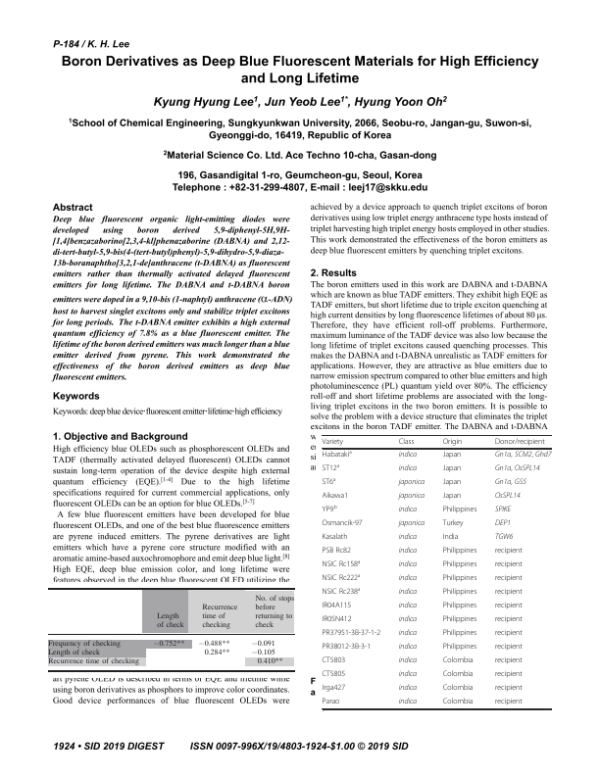 P-184 / K. H. Lee
Boron Derivatives as Deep Blue Fluorescent Materials for High Efficiency
and Long Lifetime
Kyung Hyung Lee1, Jun Yeob Lee1*, Hyung Yoon Oh2
1School of Chemical Engineering, Sungkyunkwan University, 2066, Seobu-ro, Jangan-gu, Suwon-si,
Gyeonggi-do, 16419, Republic of Korea
2Material Science Co. Ltd. Ace Techno 10-cha, Gasan-dong
196, Gasandigital 1-ro, Geumcheon-gu, Seoul, Korea
Telephone : +82-31-299-4807, E-mail : leej17@skku.edu
Abstract
Deep blue fluorescent organic light-emitting diodes were
developed using boron derived 5,9-diphenyl-5H,9H-
[1,4]benzazaborino[2,3,4-kl]phenazaborine (DABNA) and 2,12-
di-tert-butyl-5,9-bis(4-(tert-butyl)phenyl)-5,9-dihydro-5,9-diaza-
13b-boranaphtho[3,2,1-de]anthracene (t-DABNA) as fluorescent
emitters rather than thermally activated delayed fluorescent
emitters for long lifetime. The DABNA and t-DABNA boron
emitters were doped in a 9,10-bis (1-naphtyl) anthracene (α-ADN)
host to harvest singlet excitons only and stabilize triplet excitons
for long periods. The t-DABNA emitter exhibits a high external
quantum efficiency of 7.8% as a blue fluorescent emitter. The
lifetime of the boron derived emitters was much longer than a blue
emitter derived from pyrene. This work demonstrated the
effectiveness of the boron derived emitters as deep blue
fluorescent emitters.
Keywords
Keywords: deep blue device·fluorescent emitter·lifetime·high efficiency
1. Objective and Background
High efficiency blue OLEDs such as phosphorescent OLEDs and
TADF (thermally activated delayed fluorescent) OLEDs cannot
sustain long-term operation of the device despite high external
quantum efficiency (EQE).[1-4] Due to the high lifetime
specifications required for current commercial applications, only
fluorescent OLEDs can be an option for blue OLEDs.[5-7]
A few blue fluorescent emitters have been developed for blue
fluorescent OLEDs, and one of the best blue fluorescence emitters
are pyrene induced emitters. The pyrene derivatives are light
emitters which have a pyrene core structure modified with an
aromatic amine-based auxochromophore and emit deep blue light.[8]
High EQE, deep blue emission color, and long lifetime were
features observed in the deep blue fluorescent OLED utilizing the
Length of check Recurrence time of checking No. of stops before returning to check
Frequency of checking −0.752** −0.488** −0.091
Length of check 0.284** −0.105
Recurrence time of checking 0.410**
art pyrene OLED is described in terms of EQE and lifetime while
using boron derivatives as phosphors to improve color coordinates.
Good device performances of blue fluorescent OLEDs were
achieved by a device approach to quench triplet excitons of boron
derivatives using low triplet energy anthracene type hosts instead of
triplet harvesting high triplet energy hosts employed in other studies.
This work demonstrated the effectiveness of the boron emitters as
deep blue fluorescent emitters by quenching triplet excitons.
2. Results
The boron emitters used in this work are DABNA and t-DABNA
which are known as blue TADF emitters. They exhibit high EQE as
TADF emitters, but short lifetime due to triple exciton quenching at
high current densities by long fluorescence lifetimes of about 80 μs.
Therefore, they have efficient roll-off problems. Furthermore,
maximum luminance of the TADF device was also low because the
long lifetime of triplet excitons caused quenching processes. This
makes the DABNA and t-DABNA unrealistic as TADF emitters for
applications. However, they are attractive as blue emitters due to
narrow emission spectrum compared to other blue emitters and high
photoluminescence (PL) quantum yield over 80%. The efficiency
roll-off and short lifetime problems are associated with the long-
living triplet excitons in the two boron emitters. It is possible to
solve the problem with a device structure that eliminates the triplet
excitons in the boron TADF emitter. The DABNA and t-DABNA
Variety Class Origin Donor/recipient
Habatakia indica Japan Gn1a, SCM2, Ghd7
ST12a indica Japan Gn1a, OsSPL14
ST6a japonica Japan Gn1a, GS5
Aikawa1 japonica Japan OsSPL14
YP9b indica Philippines SPIKE
Osmancik-97 japonica Turkey DEP1
Kasalath indica India TGW6
PSB Rc82 indica Philippines recipient
NSIC Rc158a indica Philippines recipient
NSIC Rc222a indica Philippines recipient
NSIC Rc238a indica Philippines recipient
IR04A115 indica Philippines recipient
IR05N412 indica Philippines recipient
PR37951-3B-37-1-2 indica Philippines recipient
PR38012-3B-3-1 indica Philippines recipient
CT5803 indica Colombia recipient
CT5805 indica Colombia recipient
Irga427 indica Colombia recipient
Parao indica Colombia recipient
F
a
1924 • SID 2019 DIGEST ISSN 0097-996X/19/4803-1924-$1.00 © 2019 SID